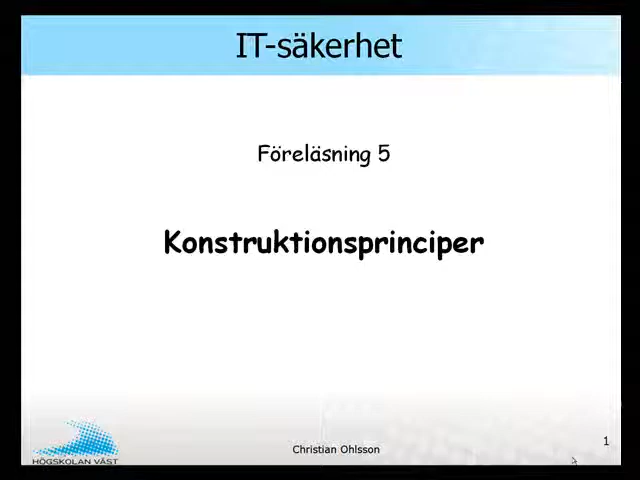 IT-säkerhet
Föreläsning 5
Konstruktionsprinciper
HÖGSKOLAN VÄST
Christian Ohlsson
1